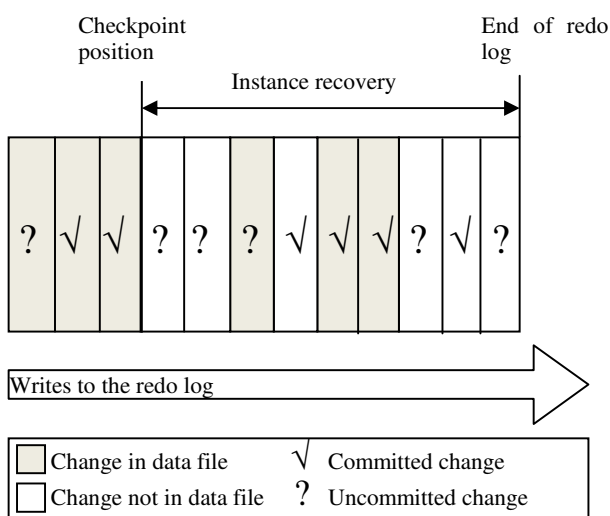 Checkpoint
position
End of redo
log
Instance recovery
? √ √ ? ? ? √ √ √ ? √ ?
Writes to the redo log
Change in data file √ Committed change
Change not in data file ? Uncommitted change